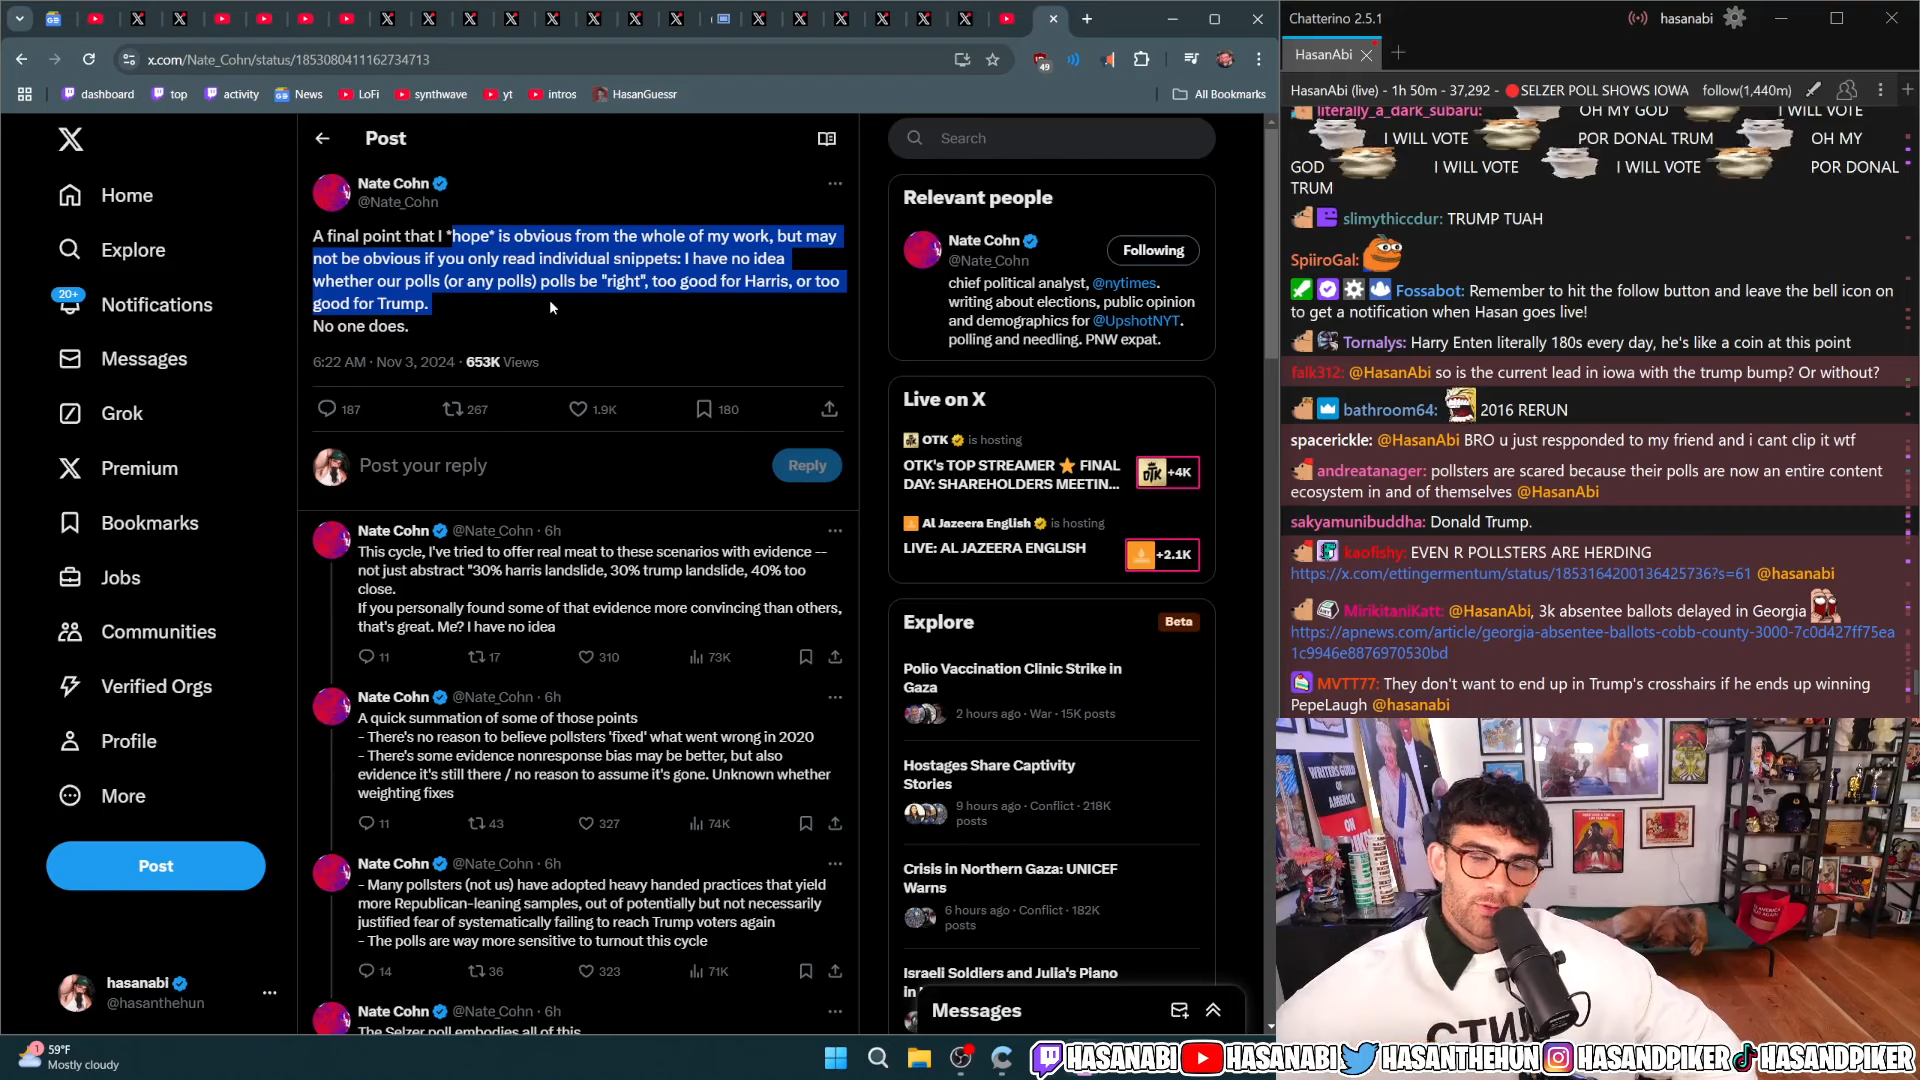 x.com/Nate_Cohn/status/1853080411162734713
49
dashboard
top
activity
News
LoFi
synthwave
yt
intros
HasanGuessr
All Bookmarks
Home
Explore
20+
Notifications
Messages
Grok
Premium
Bookmarks
Jobs
Communities
Verified Orgs
Profile
More
Post
hasanabi
@hasanthehun
Post
Nate Cohn
@Nate_Cohn
A final point that I *hope* is obvious from the whole of my work, but may
not be obvious if you only read individual snippets: I have no idea
whether our polls (or any polls) polls be "right", too good for Harris, or too
good for Trump.
No one does.
6:22 AM · Nov 3, 2024 · 653K Views
187
267
1.9K
180
Post your reply
Reply
Nate Cohn @Nate_Cohn · 6h
This cycle, I've tried to offer real meat to these scenarios with evidence --
not just abstract "30% harris landslide, 30% trump landslide, 40% too
close.
If you personally found some of that evidence more convincing than others,
that's great. Me? I have no idea
11
17
310
73K
Nate Cohn @Nate_Cohn · 6h
A quick summation of some of those points
- There's no reason to believe pollsters 'fixed' what went wrong in 2020
- There's some evidence nonresponse bias may be better, but also
evidence it's still there / no reason to assume it's gone. Unknown whether
weighting fixes
11
43
327
74K
Nate Cohn @Nate_Cohn · 6h
- Many pollsters (not us) have adopted heavy handed practices that yield
more Republican-leaning samples, out of potentially but not necessarily
justified fear of systematically failing to reach Trump voters again
- The polls are way more sensitive to turnout this cycle
14
36
323
71K
Nate Cohn @Nate_Cohn · 6h
The Selzer poll embodies all of this
Search
Relevant people
Nate Cohn
@Nate_Cohn
Following
chief political analyst, @nytimes.
writing about elections, public opinion
and demographics for @UpshotNYT.
polling and needling. PNW expat.
Live on X
OTK is hosting
OTK's TOP STREAMER ⭐ FINAL
DAY: SHAREHOLDERS MEETIN...
+4K
Al Jazeera English is hosting
LIVE: AL JAZEERA ENGLISH
+2.1K
Explore
Beta
Polio Vaccination Clinic Strike in
Gaza
2 hours ago · War · 15K posts
Hostages Share Captivity
Stories
9 hours ago · Conflict · 218K
posts
Crisis in Northern Gaza: UNICEF
Warns
6 hours ago · Conflict · 182K
posts
Israeli Soldiers and Julia's Piano
in
Messages
Chatterino 2.5.1
hasanabi
HasanAbi
HasanAbi (live) - 1h 50m - 37,292 - 🔴SELZER POLL SHOWS IOWA
follow(1,440m)
literally_a_dark_subaru: OH MY GOD I WILL VOTE
I WILL VOTE POR DONAL TRUM OH MY
GOD I WILL VOTE I WILL VOTE POR DONAL
TRUM
slimythiccdur: TRUMP TUAH
SpiiroGal:
Fossabot: Remember to hit the follow button and leave the bell icon on
to get a notification when Hasan goes live!
Tornalys: Harry Enten literally 180s every day, he's like a coin at this point
falk312: @HasanAbi so is the current lead in iowa with the trump bump? Or without?
bathroom64: 2016 RERUN
spacerickle: @HasanAbi BRO u just respponded to my friend and i cant clip it wtf
andreatanager: pollsters are scared because their polls are now an entire content
ecosystem in and of themselves @HasanAbi
sakyamunibuddha: Donald Trump.
kaofishy: EVEN R POLLSTERS ARE HERDING
https://x.com/ettingermentum/status/1853164200136425736?s=61 @hasanabi
MirikitaniKatt: @HasanAbi, 3k absentee ballots delayed in Georgia
https://apnews.com/article/georgia-absentee-ballots-cobb-county-3000-7c0d427ff75ea
1c9946e8876970530bd
MVTT77: They don't want to end up in Trump's crosshairs if he ends up winning
PepeLaugh @hasanabi
WRITERS GUILD
OF
AMERICA
ON
СТИЛ
1
59°F
Mostly cloudy
HASANABI
HASANABI
HASANTHEHUN
HASANDPIKER
HASANDPIKER